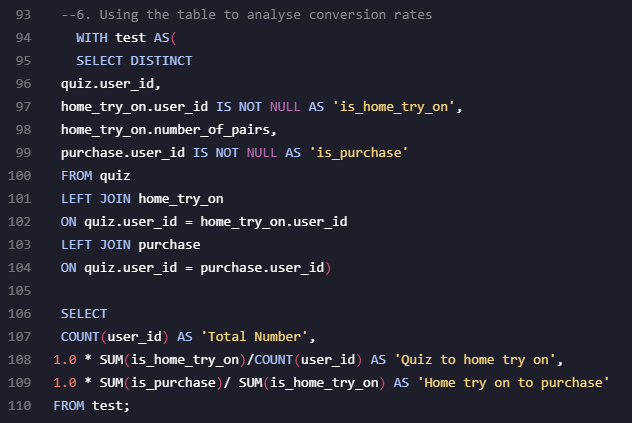 93 --6. Using the table to analyse conversion rates
94 WITH test AS(
95 SELECT DISTINCT
96 quiz.user_id,
97 home_try_on.user_id IS NOT NULL AS 'is_home_try_on',
98 home_try_on.number_of_pairs,
99 purchase.user_id IS NOT NULL AS 'is_purchase'
100 FROM quiz
101 LEFT JOIN home_try_on
102 ON quiz.user_id = home_try_on.user_id
103 LEFT JOIN purchase
104 ON quiz.user_id = purchase.user_id)
105
106 SELECT
107 COUNT(user_id) AS 'Total Number',
108 1.0 * SUM(is_home_try_on)/COUNT(user_id) AS 'Quiz to home try on',
109 1.0 * SUM(is_purchase)/ SUM(is_home_try_on) AS 'Home try on to purchase'
110 FROM test;